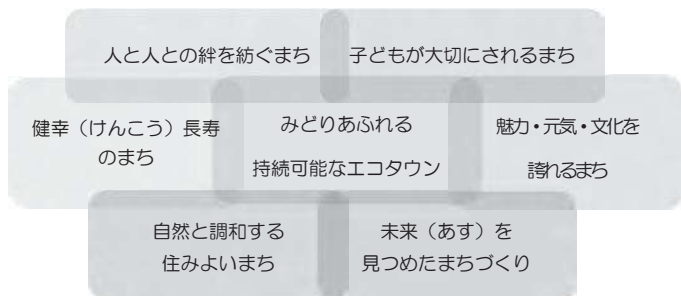 人と人との絆を紡ぐまち
子どもが大切にされるまち
健幸（けんこう）長寿
のまち
みどりあふれる
持続可能なエコタウン
魅力・元気・文化を
誇れるまち
自然と調和する
住みよいまち
未来（あす）を
見つめたまちづくり